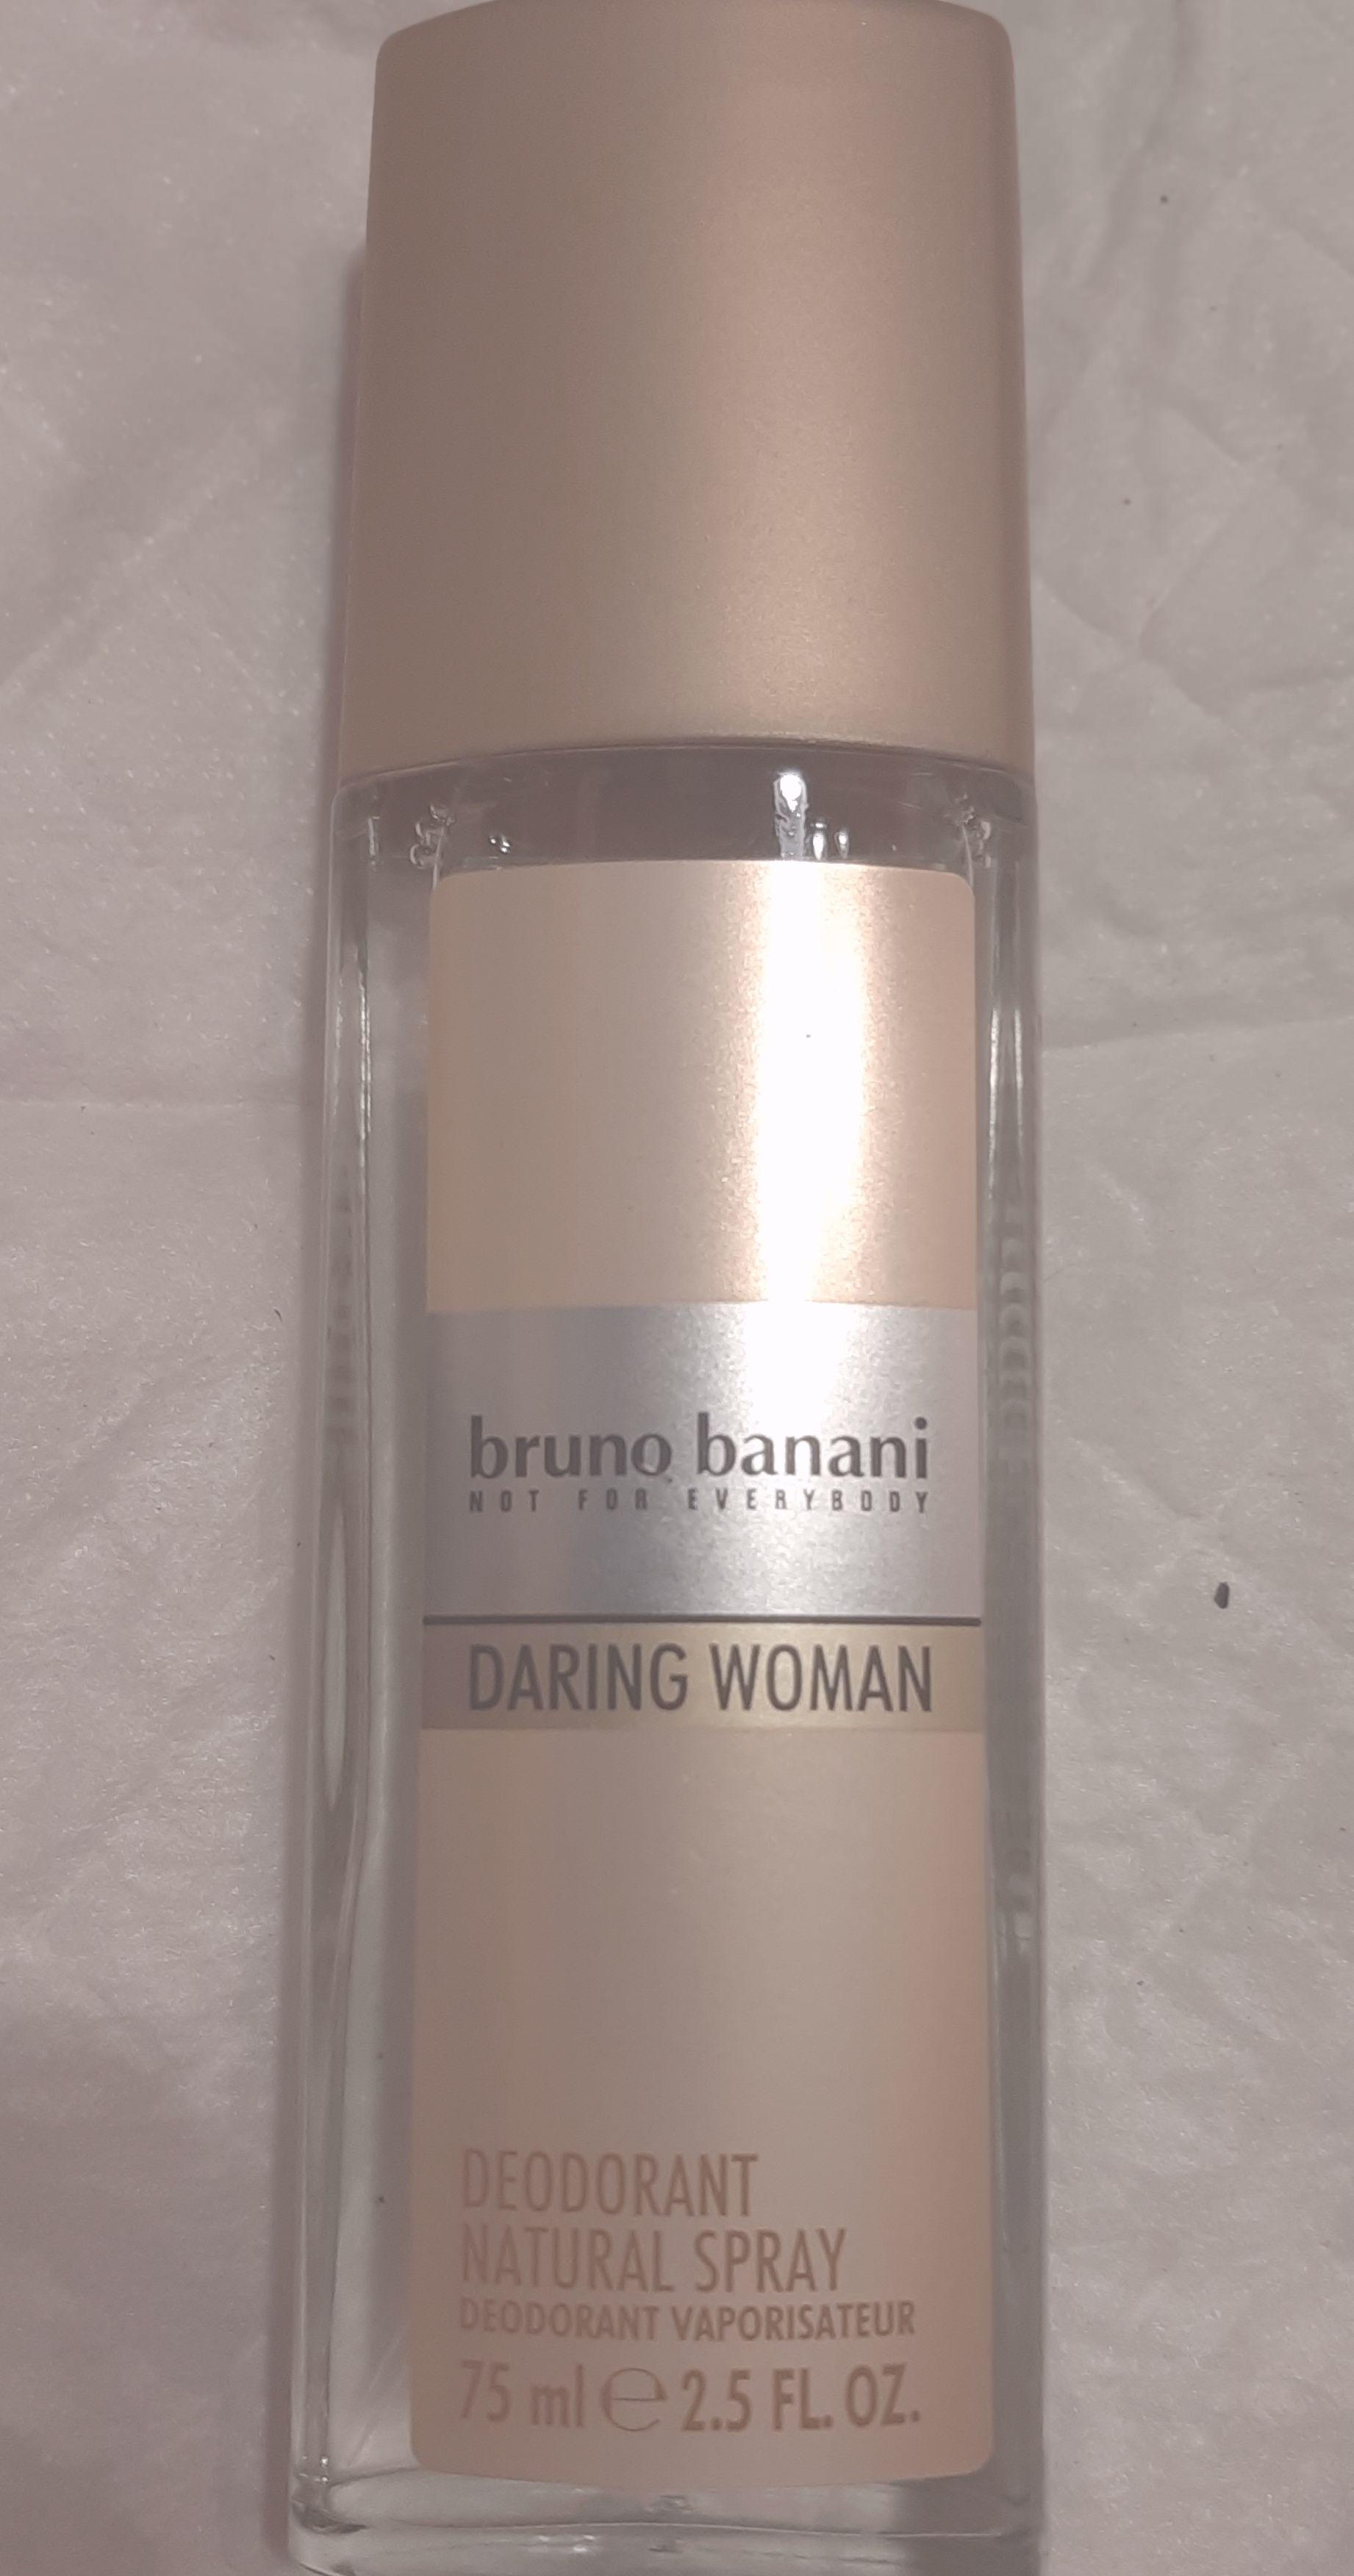 bruno banani
NOT FOR EVERYBODY
DARING WOMAN
DEODORANT
NATURAL SPRAY
DEODORANT VAPORISATEUR
75 ml ℮ 2.5 FL. OZ.